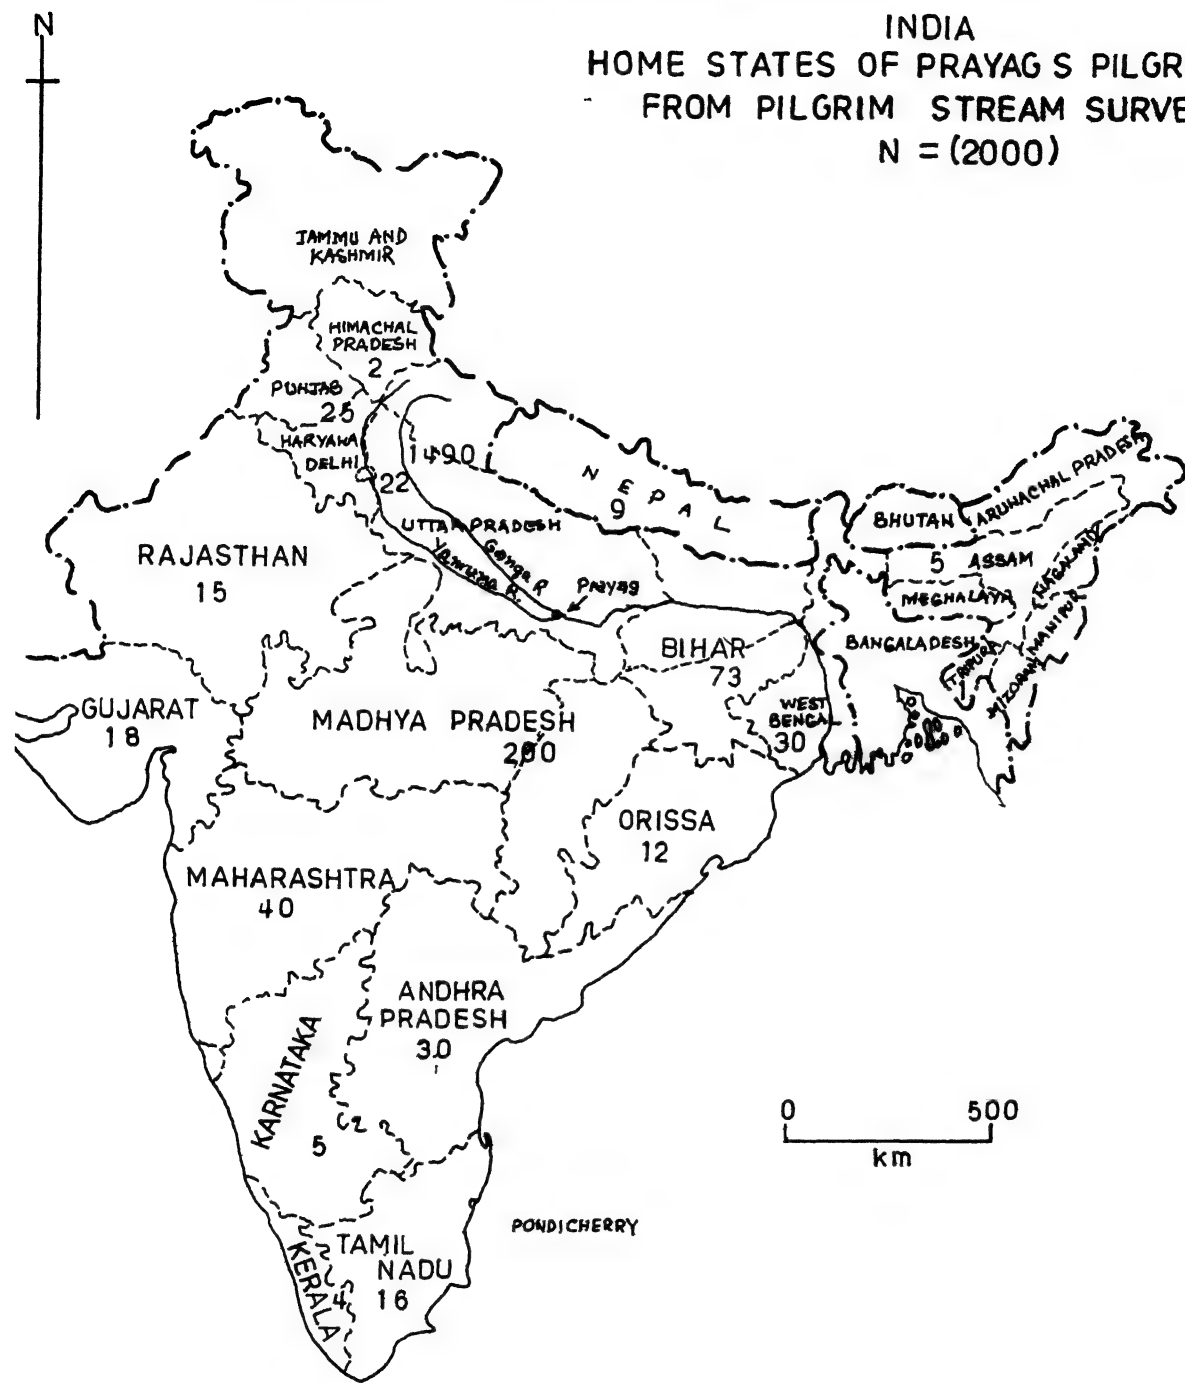 N
INDIA
HOME STATES OF PRAYAG S PILGR
FROM PILGRIM STREAM SURVE
N = (2000)
JAMMU AND
KASHMIR
HIMACHAL
PRADESH
2
PUNJAB
25
HARYANA
DELHI
22
1490
NEPAL
9
UTTAR PRADESH
Ganga R
Yamuna R.
Prayag
BHUTAN
ARUNACHAL PRADESH
5 ASSAM
NAGALAND
MEGHALAYA
MANIPUR
BANGALADESH
TRIPURA
MIZORAM
RAJASTHAN
15
BIHAR
73
GUJARAT
18
MADHYA PRADESH
200
WEST
BENGAL
30
ORISSA
12
MAHARASHTRA
40
ANDHRA
PRADESH
30
KARNATAKA
5
0 500
km
PONDICHERRY
TAMIL
NADU
16
KERALA
4